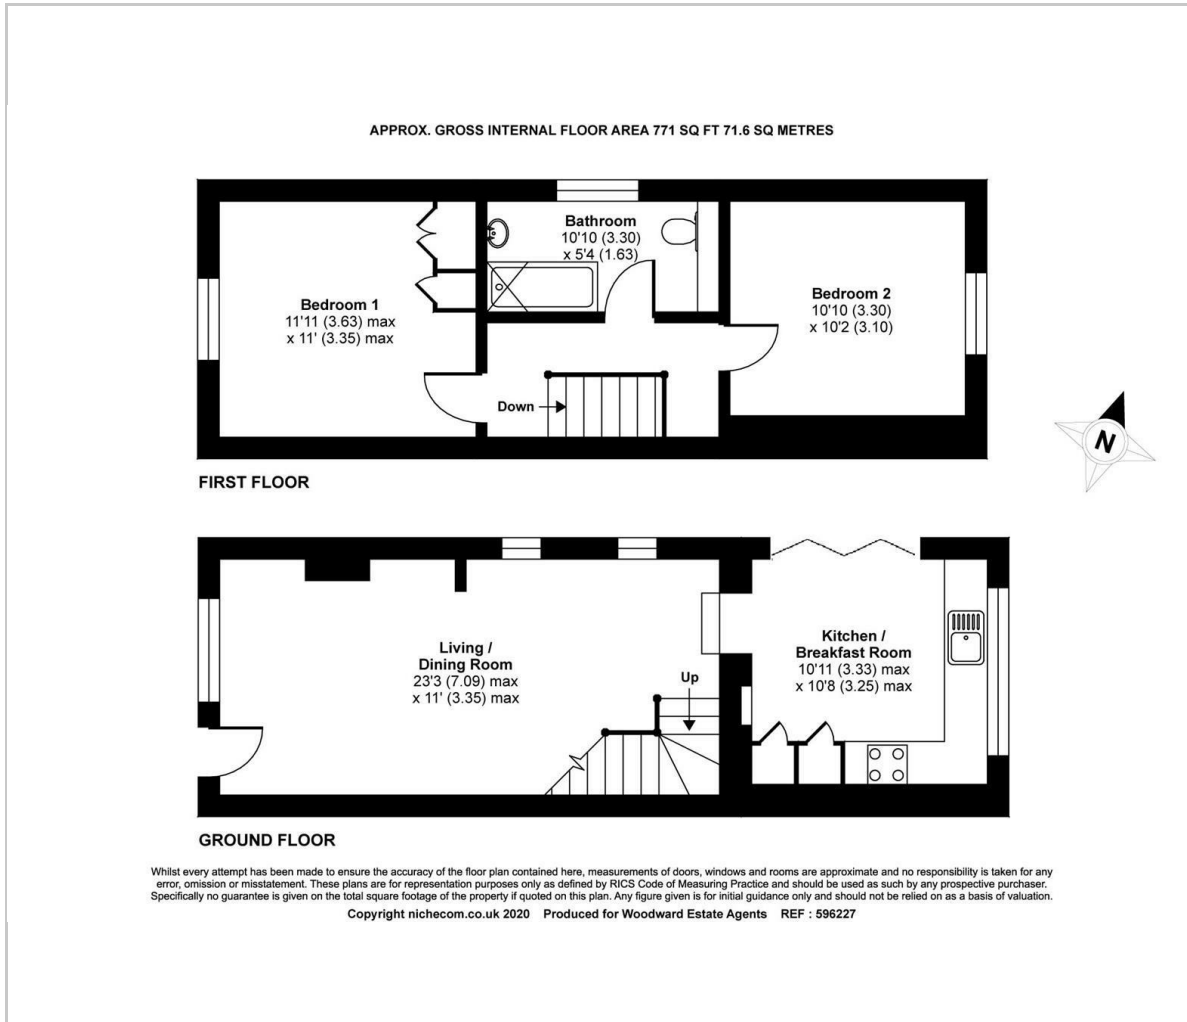 APPROX. GROSS INTERNAL FLOOR AREA 771 SQ FT 71.6 SQ METRES
Bathroom
10'10 (3.30)
x 5'4 (1.63)
Bedroom 1
11'11 (3.63) max
x 11' (3.35) max
Bedroom 2
10'10 (3.30)
x 10'2 (3.10)
Down
N
FIRST FLOOR
Living /
Dining Room
23'3 (7.09) max
x 11' (3.35) max
Up
Kitchen /
Breakfast Room
10'11 (3.33) max
x 10'8 (3.25) max
GROUND FLOOR
Whilst every attempt has been made to ensure the accuracy of the floor plan contained here, measurements of doors, windows and rooms are approximate and no responsibility is taken for any
error, omission or misstatement. These plans are for representation purposes only as defined by RICS Code of Measuring Practice and should be used as such by any prospective purchaser.
Specifically no guarantee is given on the total square footage of the property if quoted on this plan. Any figure given is for initial guidance only and should not be relied on as a basis of valuation.
Copyright nichecom.co.uk 2020 Produced for Woodward Estate Agents REF : 596227